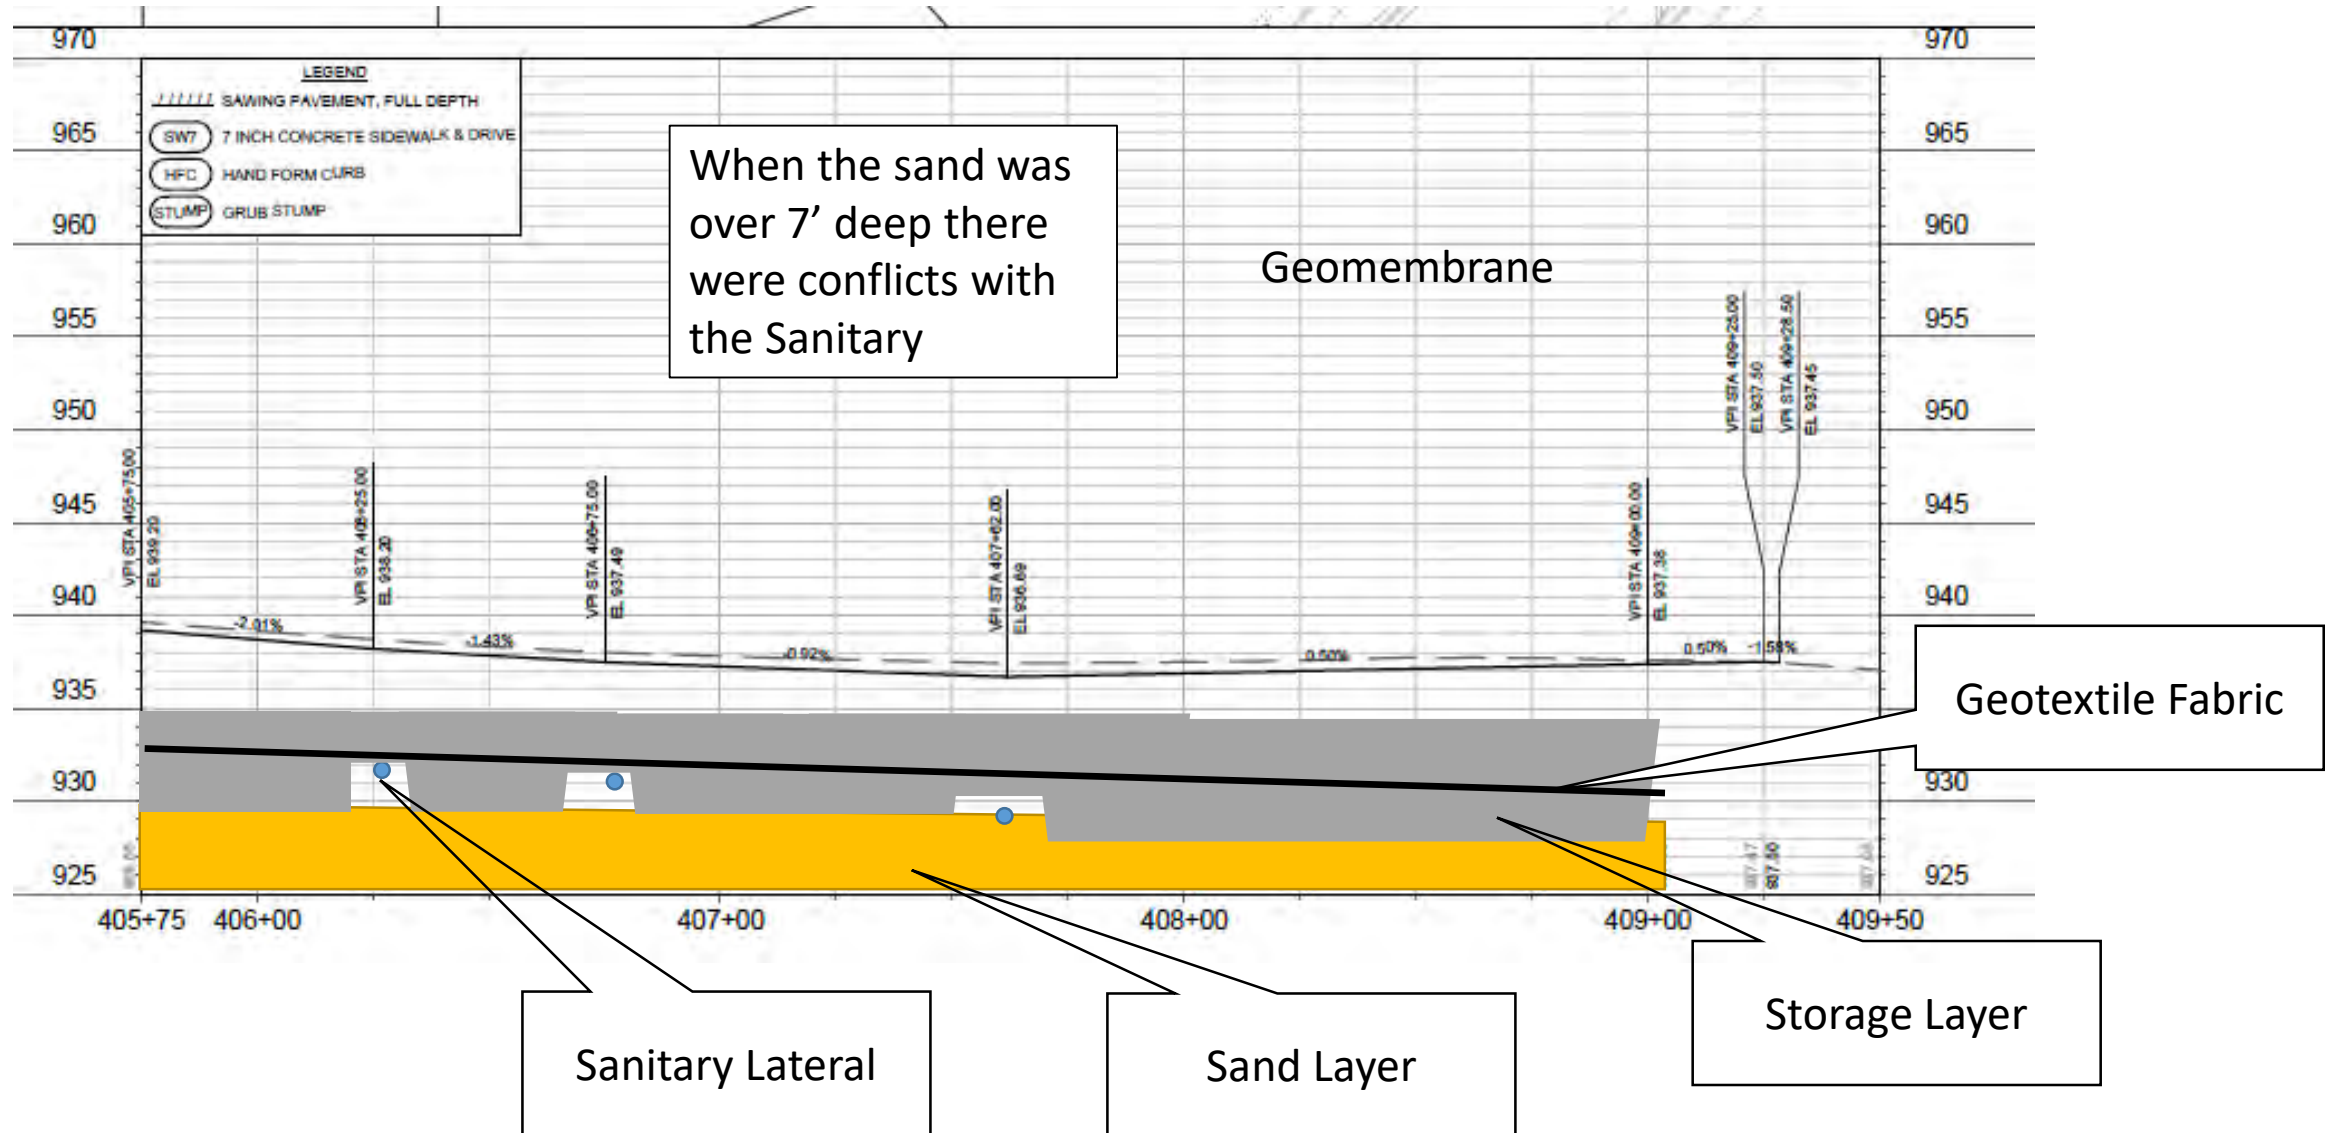 970
970
LEGEND
SAWING PAVEMENT, FULL DEPTH
SW7 7 INCH CONCRETE SIDEWALK & DRIVE
HFC HAND FORM CURB
STUMP GRUB STUMP
965
965
960
960
955
955
950
950
945
945
940
940
935
935
930
930
925
925
When the sand was
over 7’ deep there
were conflicts with
the Sanitary
Geomembrane
VPI STA 405+75.00
EL 939.20
VPI STA 406+25.00
EL 938.20
VPI STA 406+75.00
EL 937.49
VPI STA 407+62.00
EL 936.69
VPI STA 409+00.00
EL 937.38
VPI STA 409+25.00
EL 937.50
VPI STA 409+28.50
EL 937.45
-2.01%
-1.43%
-0.92%
0.50%
0.50%
-1.58%
Geotextile Fabric
937.47
937.50
405+75
406+00
407+00
408+00
409+00
409+50
Sanitary Lateral
Sand Layer
Storage Layer